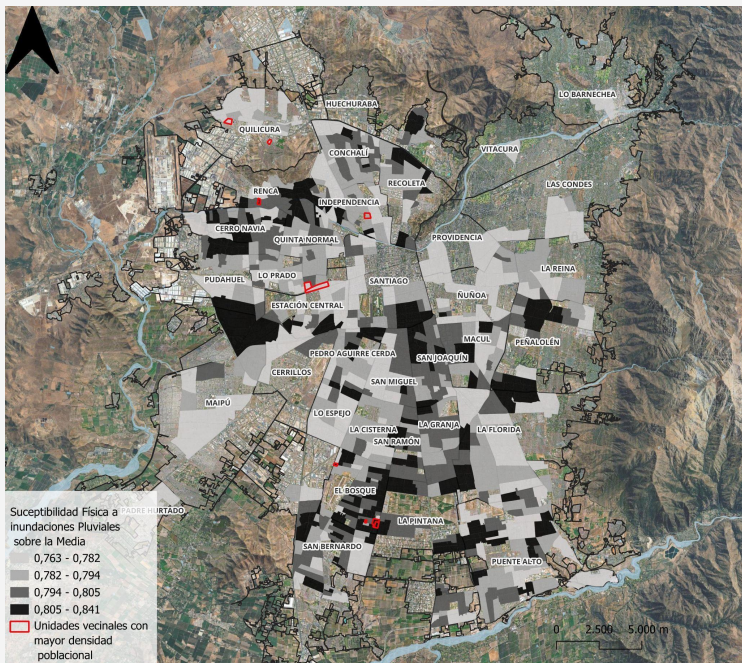 LO BARNECHEA
HUECHURABA
QUILICURA
VITACURA
CONCHALÍ
RECOLETA
LAS CONDES
RENCA
INDEPENDENCIA
CERRO NAVIA
QUINTA NORMAL
PROVIDENCIA
LA REINA
PUDAHUEL
LO PRADO
SANTIAGO
ÑUÑOA
ESTACIÓN CENTRAL
MACUL
PEÑALOLÉN
PEDRO AGUIRRE CERDA
SAN JOAQUÍN
CERRILLOS
SAN MIGUEL
MAIPÚ
LO ESPEJO
LA CISTERNA
LA GRANJA
LA FLORIDA
SAN RAMÓN
EL BOSQUE
PADRE HURTADO
LA PINTANA
SAN BERNARDO
PUENTE ALTO
Suceptibilidad Física a
inundaciones Pluviales
sobre la Media
0,763 - 0,782
0,782 - 0,794
0,794 - 0,805
0,805 - 0,841
Unidades vecinales con
mayor densidad
poblacional
0 2.500 5.000 m